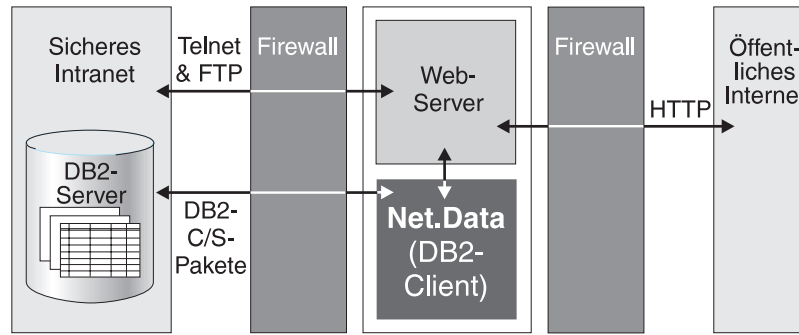 Sicheres
Intranet
DB2-
Server
Telnet
& FTP
DB2-
C/S-
Pakete
Firewall
Web-
Server
Net.Data
(DB2-
Client)
Firewall
HTTP
Öffent-
liches
Interne